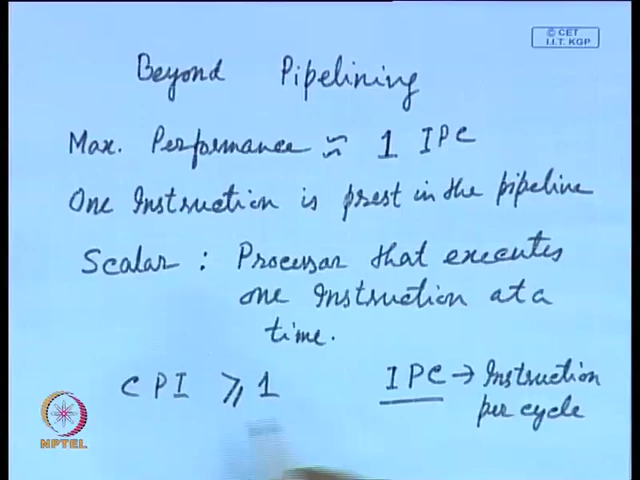 © CET
I.I.T. KGP
Beyond Pipelining
Max. Performance ≈ 1 IPC
One Instruction is prest in the pipeline
Scalar : Processor that executes
one Instruction at a
time.
CPI ⩾ 1
IPC → Instruction
per cycle
NPTEL